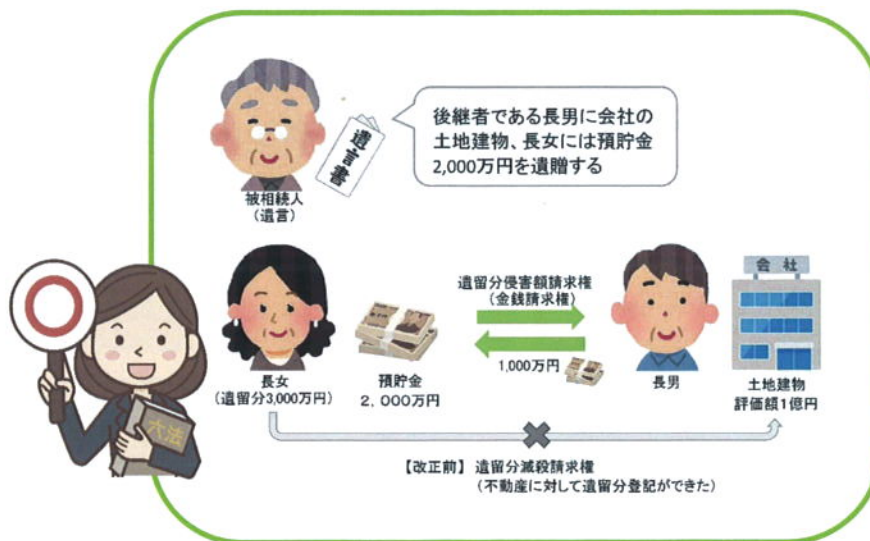 後継者である長男に会社の
土地建物、長女には預貯金
2,000万円を遺贈する
遺言書
被相続人
(遺言)
会 社
遺留分侵害額請求権
(金銭請求権)
1,000万円
長女
(遺留分3,000万円)
預貯金
2,000万円
長男
土地建物
評価額1億円
六法
【改正前】 遺留分減殺請求権
(不動産に対して遺留分登記ができた)